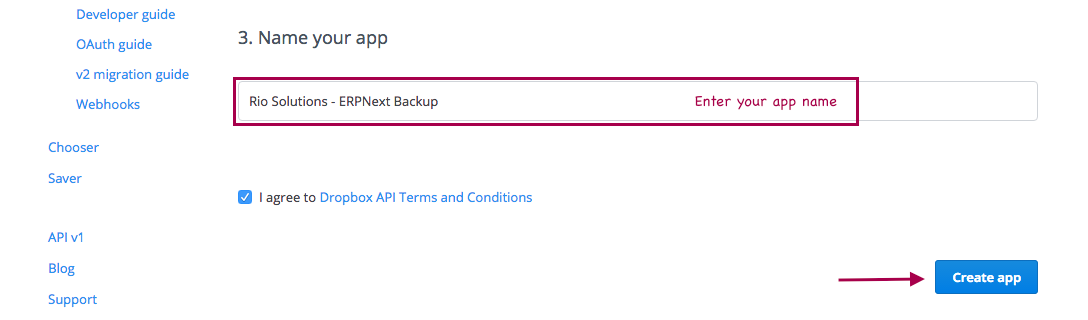 Developer guide
OAuth guide
v2 migration guide
Webhooks
Chooser
Saver
API v1
Blog
Support
3. Name your app
Rio Solutions - ERPNext Backup
Enter your app name
I agree to Dropbox API Terms and Conditions
Create app